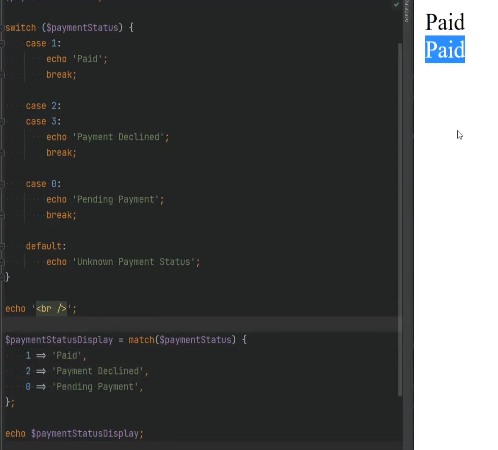 switch ($paymentStatus) {
case 1:
echo 'Paid';
break;
case 2:
case 3:
echo 'Payment Declined';
break;
case 0:
echo 'Pending Payment';
break;
default:
echo 'Unknown Payment Status';
}
echo '<br />';
$paymentStatusDisplay = match($paymentStatus) {
1 => 'Paid',
2 => 'Payment Declined',
0 => 'Pending Payment',
};
echo $paymentStatusDisplay;
Paid
Paid